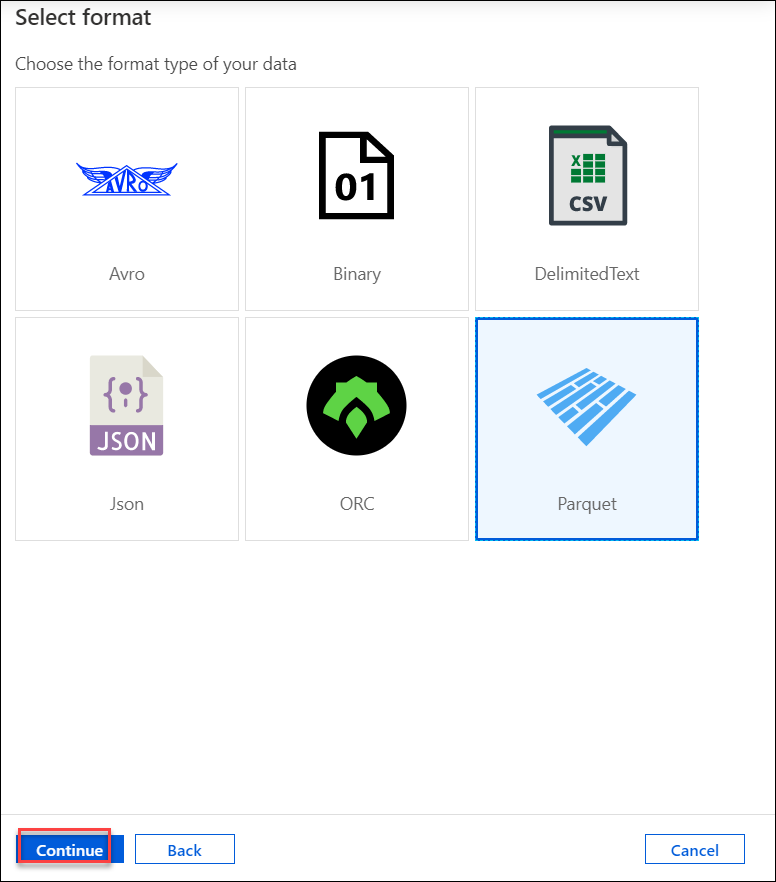 Select format
Choose the format type of your data
AVRO
01
X
CSV
Avro
Binary
DelimitedText
{ }
JSON
Json
ORC
Parquet
Continue
Back
Cancel